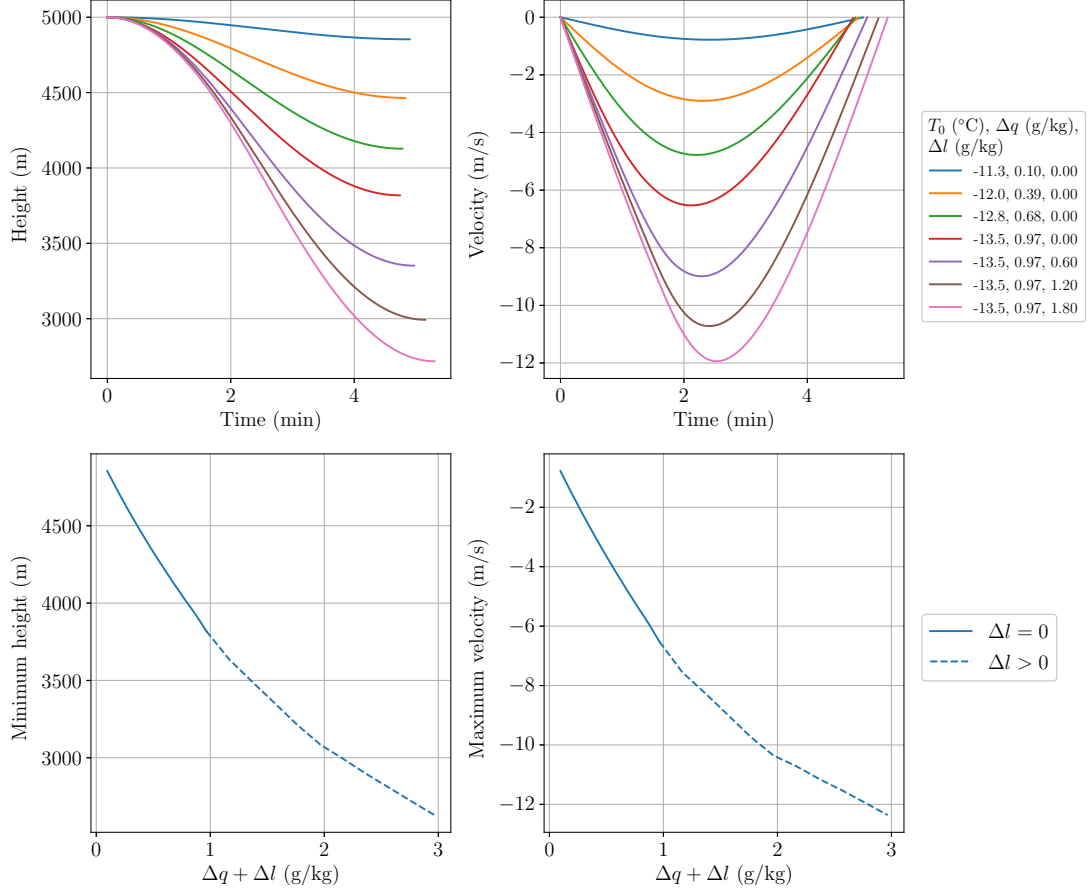 5000
4500
4000
3500
3000
Height (m)
0
2
4
Time (min)
0
−2
−4
−6
−8
−10
−12
Velocity (m/s)
0
2
4
Time (min)
T₀ (°C), Δq (g/kg),
Δl (g/kg)
-11.3, 0.10, 0.00
-12.0, 0.39, 0.00
-12.8, 0.68, 0.00
-13.5, 0.97, 0.00
-13.5, 0.97, 0.60
-13.5, 0.97, 1.20
-13.5, 0.97, 1.80
4500
4000
3500
3000
Minimum height (m)
0
1
2
3
Δq + Δl (g/kg)
−2
−4
−6
−8
−10
−12
Maximum velocity (m/s)
0
1
2
3
Δq + Δl (g/kg)
Δl = 0
Δl > 0